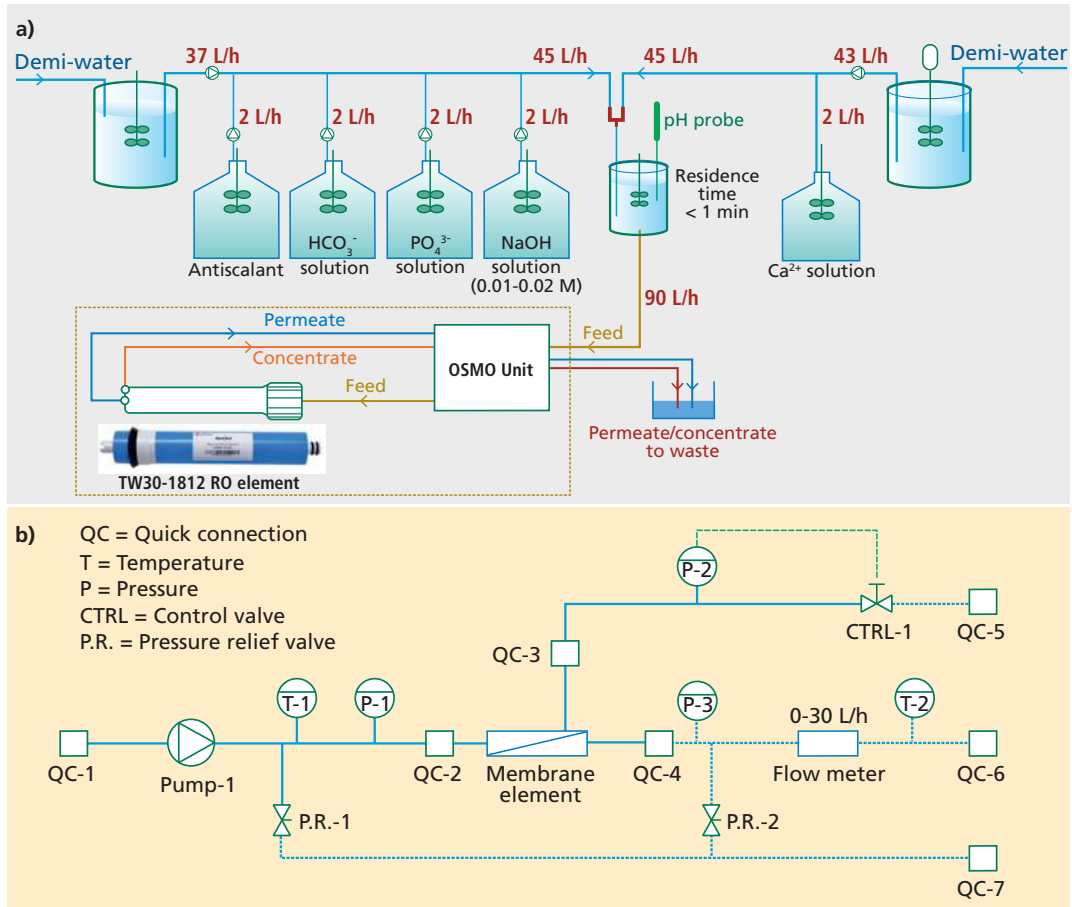 a)
Demi-water
37 L/h
45 L/h
45 L/h
43 L/h
Demi-water
2 L/h
2 L/h
2 L/h
2 L/h
2 L/h
pH probe
Residence
time
< 1 min
Antiscalant
HCO₃⁻
solution
PO₄³⁻
solution
NaOH
solution
(0.01-0.02 M)
Ca²⁺ solution
90 L/h
Permeate
Concentrate
Feed
Feed
OSMO Unit
Permeate/concentrate
to waste
TW30-1812 RO element
b)
QC = Quick connection
T = Temperature
P = Pressure
CTRL = Control valve
P.R. = Pressure relief valve
P-2
CTRL-1
QC-5
QC-3
T-1
P-1
P-3
0-30 L/h
T-2
QC-1
Pump-1
QC-2
Membrane
element
QC-4
Flow meter
QC-6
P.R.-1
P.R.-2
QC-7